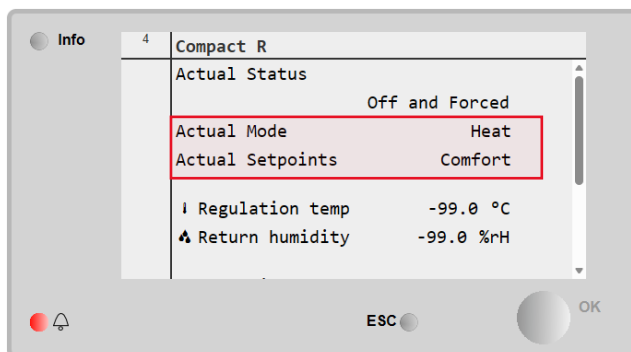 Info
4
Compact R
Actual Status
Off and Forced
Actual Mode Heat
Actual Setpoints Comfort
Regulation temp -99.0 °C
Return humidity -99.0 %rH
ESC
OK